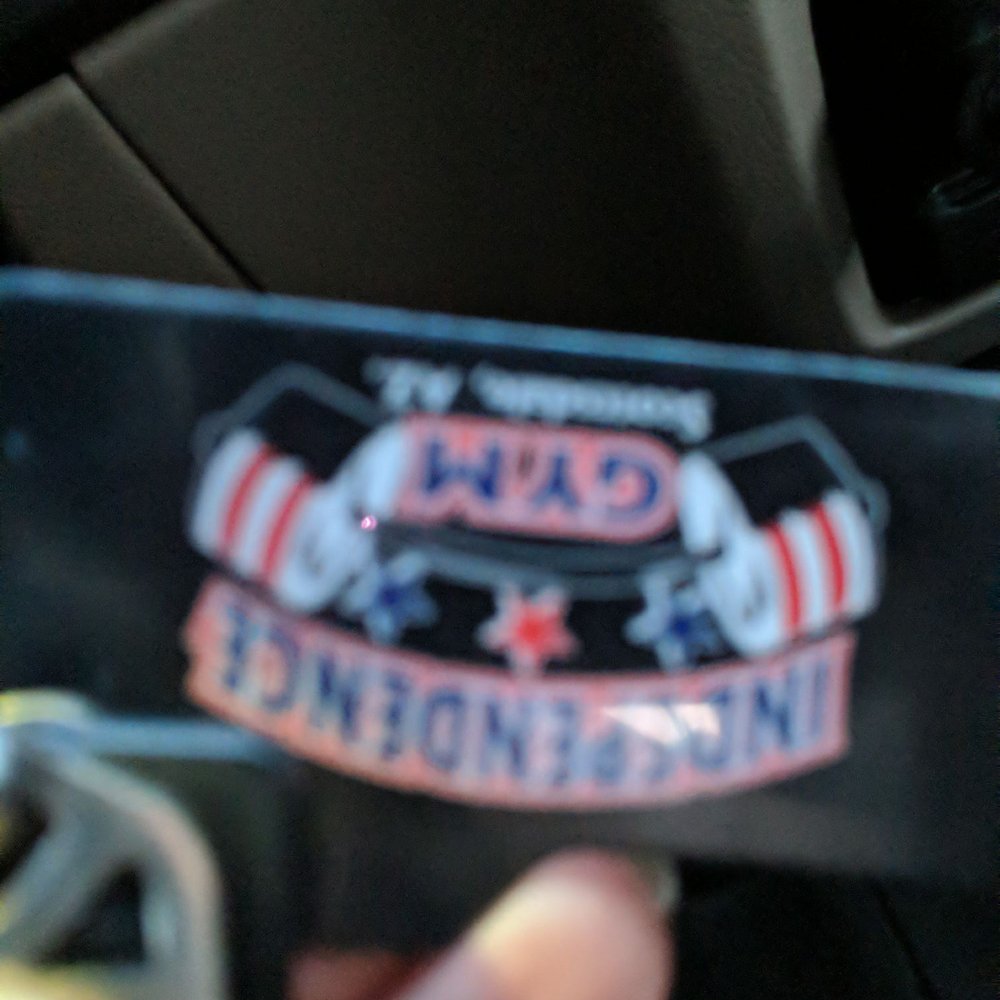 INDEPENDENCE
GYM
Scottsdale, AZ.